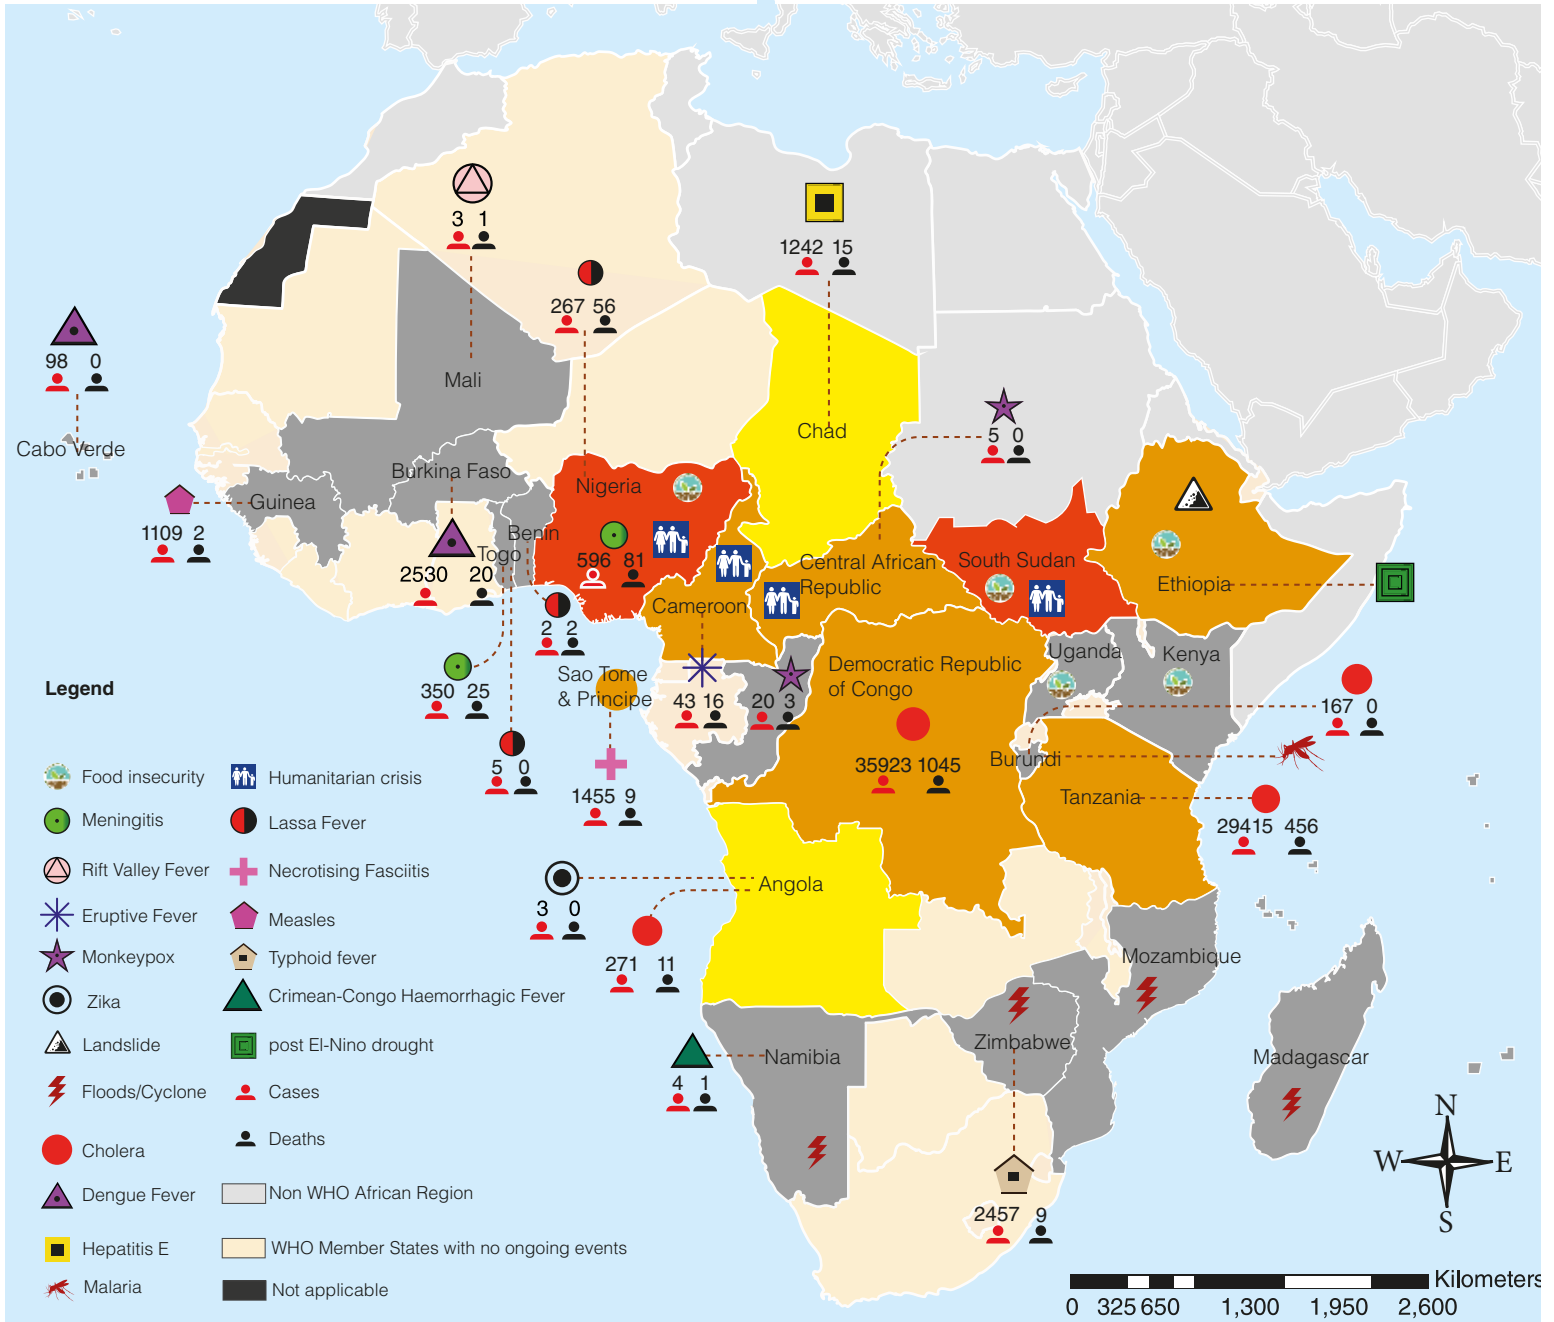 3 1
1242 15
267 56
98 0
Mali
5 0
Chad
Cabo Verde
Burkina Faso
Nigeria
Guinea
1109 2
Benin
Togo
596 81
2530 20
Central African
Republic
South Sudan
Ethiopia
Cameroon
2 2
Uganda
Kenya
Democratic Republic
of Congo
Sao Tome
& Principe
350 25
43 16
20 3
167 0
Burundi
5 0
35923 1045
Tanzania
1455 9
29415 456
Angola
3 0
271 11
Mozambique
Zimbabwe
Namibia
Madagascar
4 1
2457 9
Legend
Food insecurity
Humanitarian crisis
Meningitis
Lassa Fever
Rift Valley Fever
Necrotising Fasciitis
Eruptive Fever
Measles
Monkeypox
Typhoid fever
Zika
Crimean-Congo Haemorrhagic Fever
Landslide
post El-Nino drought
Floods/Cyclone
Cases
Cholera
Deaths
Dengue Fever
Non WHO African Region
Hepatitis E
WHO Member States with no ongoing events
Malaria
Not applicable
N
W E
S
Kilometers
0 325 650 1,300 1,950 2,600